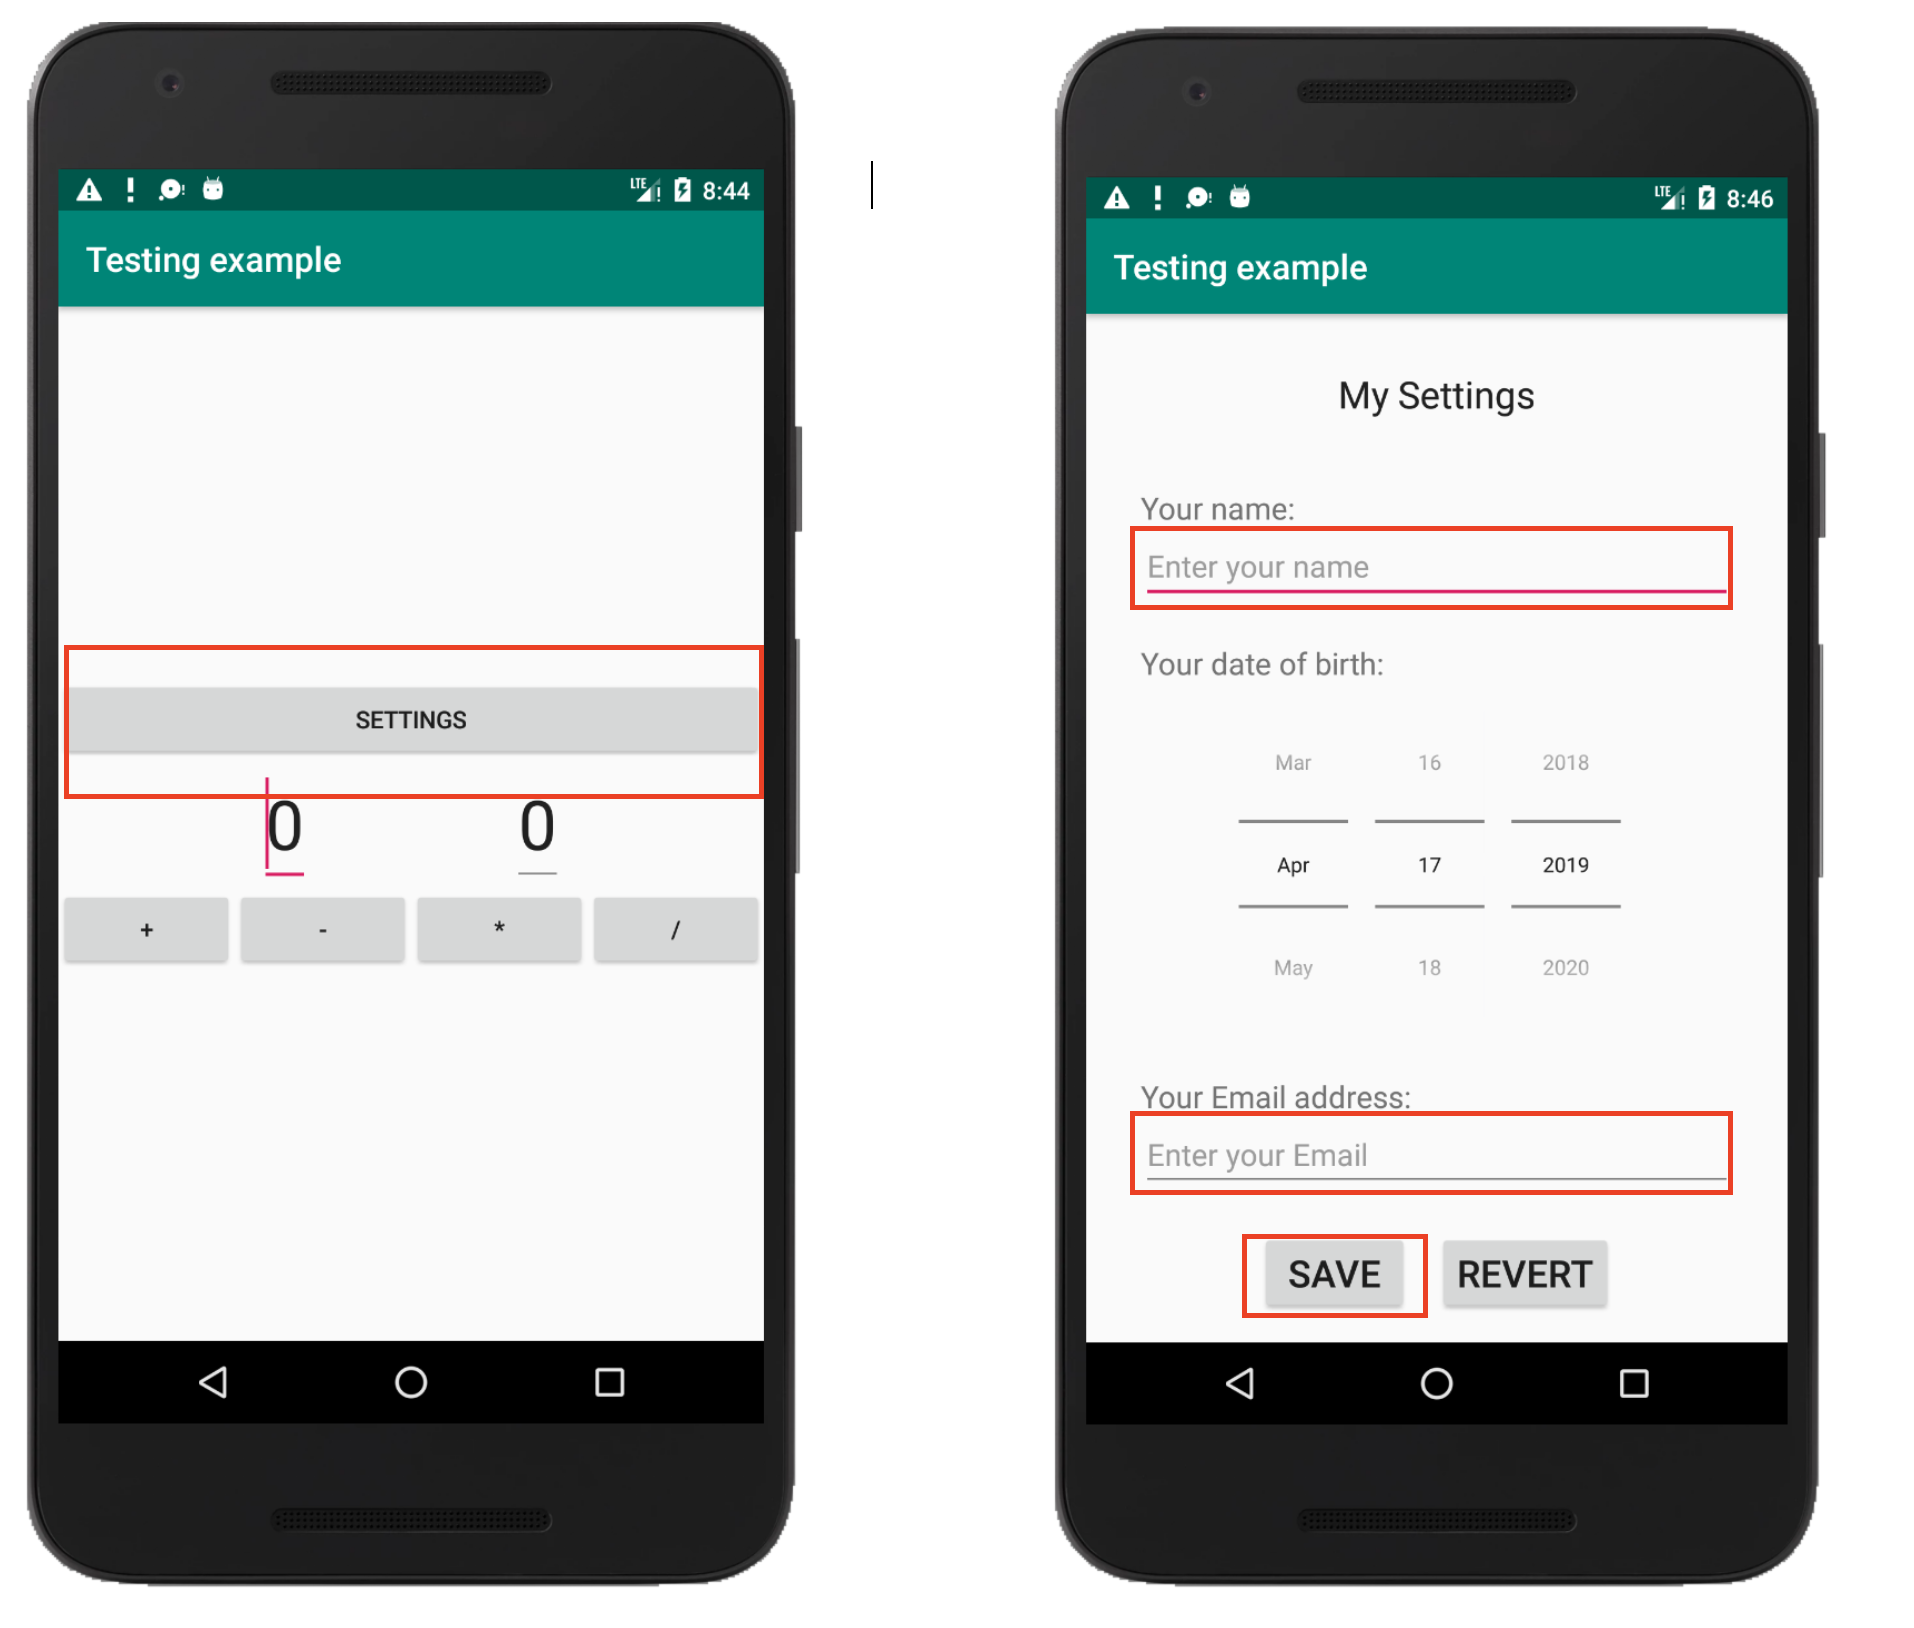 LTE 8:44
Testing example
SETTINGS
0 0
+ - * /
LTE 8:46
Testing example
My Settings
Your name:
Enter your name
Your date of birth:
Mar 16 2018
Apr 17 2019
May 18 2020
Your Email address:
Enter your Email
SAVE REVERT